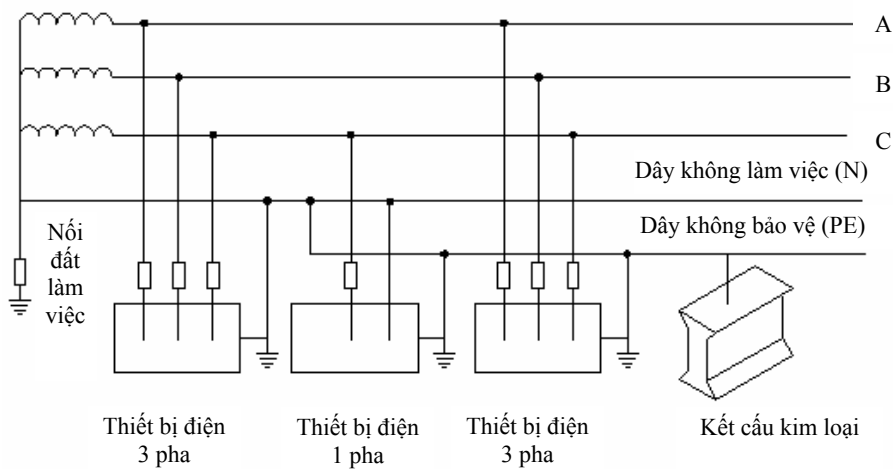 A
B
C
Dây không làm việc (N)
Dây không bảo vệ (PE)
Nối
đất
làm
việc
Thiết bị điện
3 pha
Thiết bị điện
1 pha
Thiết bị điện
3 pha
Kết cấu kim loại